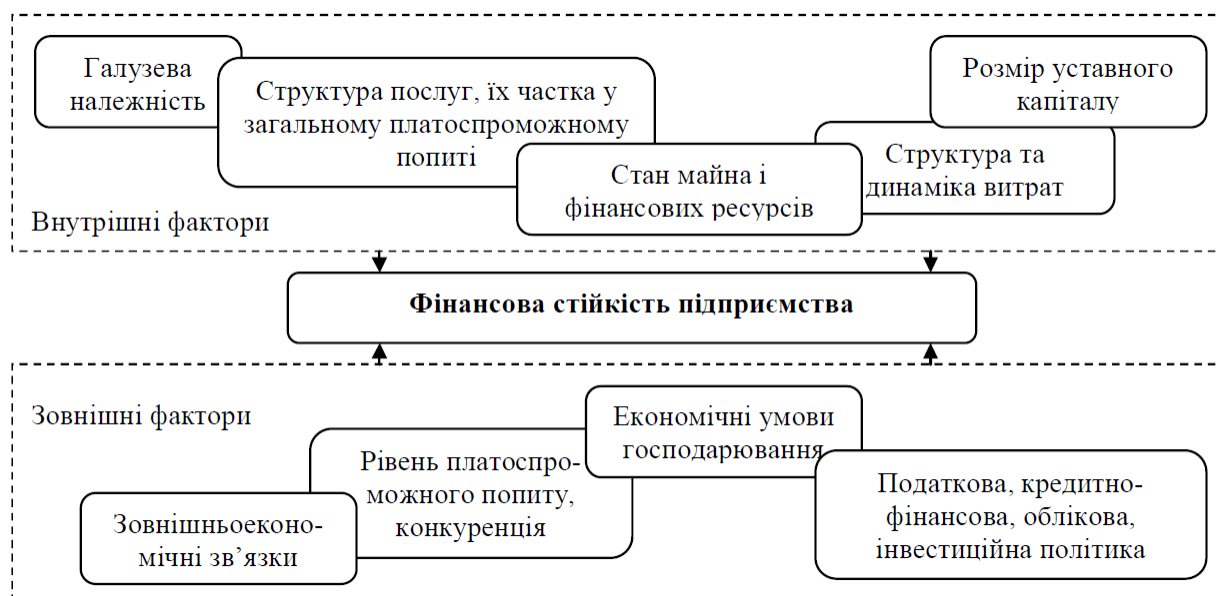 Галузева
належність
Структура послуг, їх частка у
загальному платоспроможному
попиті
Стан майна і
фінансових ресурсів
Структура та
динаміка витрат
Розмір уставного
капіталу
Внутрішні фактори
Фінансова стійкість підприємства
Зовнішні фактори
Зовнішньоеконо-
мічні зв’язки
Рівень платоспро-
можного попиту,
конкуренція
Економічні умови
господарювання
Податкова, кредитно-
фінансова, облікова,
інвестиційна політика